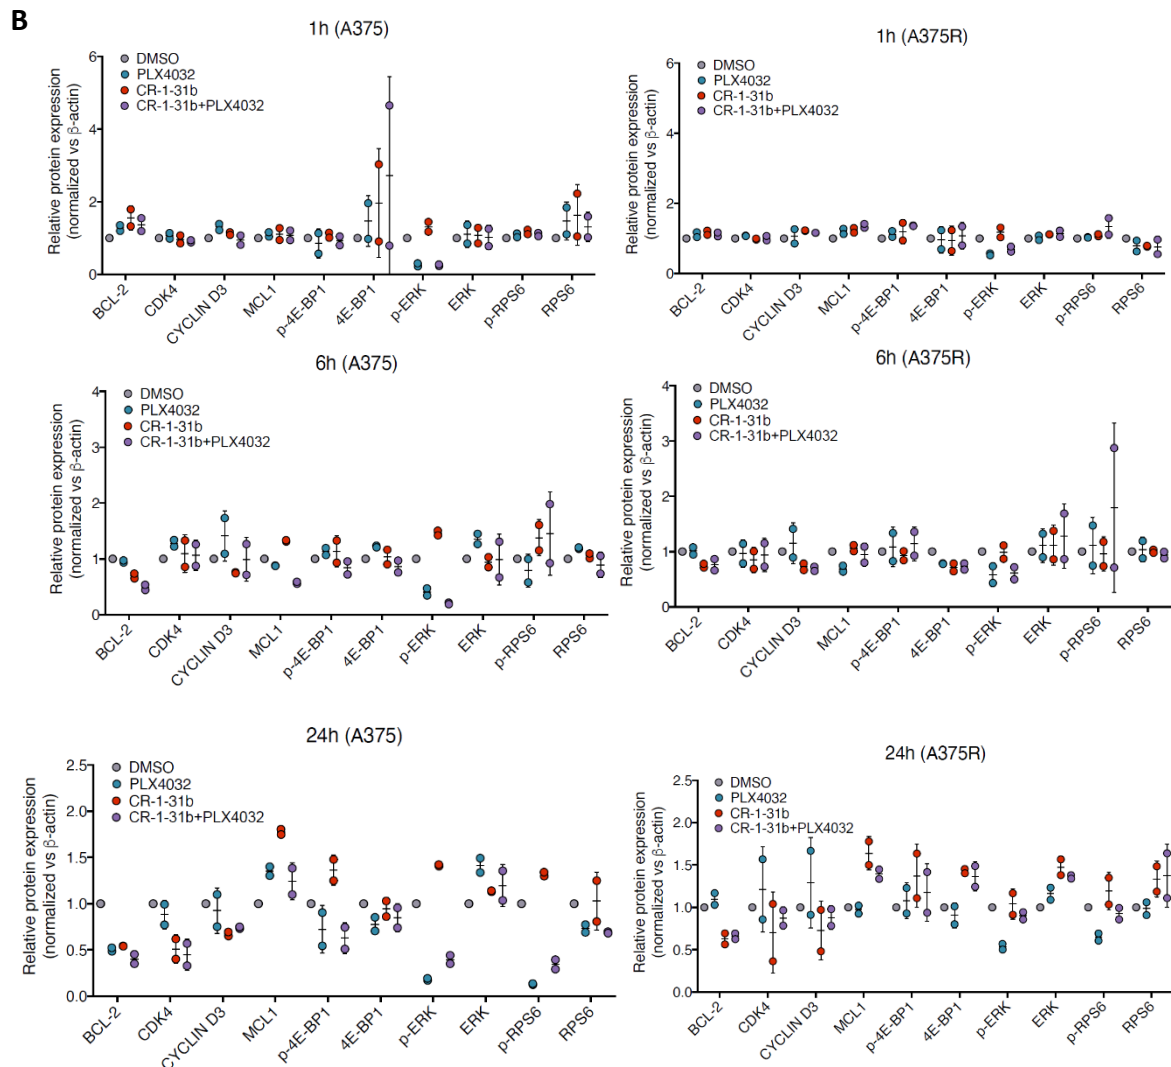 B
1h (A375)
Relative protein expression
(normalized vs β-actin)
6
4
2
0
DMSO
PLX4032
CR-1-31b
CR-1-31b+PLX4032
BCL-2
CDK4
CYCLIN D3
MCL1
p-4E-BP1
4E-BP1
p-ERK
ERK
p-RPS6
RPS6
1h (A375R)
Relative protein expression
(normalized vs β-actin)
6
4
2
0
DMSO
PLX4032
CR-1-31b
CR-1-31b+PLX4032
BCL-2
CDK4
CYCLIN D3
MCL1
p-4E-BP1
4E-BP1
p-ERK
ERK
p-RPS6
RPS6
6h (A375)
Relative protein expression
(normalized vs β-actin)
4
3
2
1
0
DMSO
PLX4032
CR-1-31b
CR-1-31b+PLX4032
BCL-2
CDK4
CYCLIN D3
MCL1
p-4E-BP1
4E-BP1
p-ERK
ERK
p-RPS6
RPS6
6h (A375R)
Relative protein expression
(normalized vs β-actin)
4
3
2
1
0
DMSO
PLX4032
CR-1-31b
CR-1-31b+PLX4032
BCL-2
CDK4
CYCLIN D3
MCL1
p-4E-BP1
4E-BP1
p-ERK
ERK
p-RPS6
RPS6
24h (A375)
Relative protein expression
(normalized vs β-actin)
2.5
2.0
1.5
1.0
0.5
0.0
DMSO
PLX4032
CR-1-31b
CR-1-31b+PLX4032
BCL-2
CDK4
CYCLIN D3
MCL1
p-4E-BP1
4E-BP1
p-ERK
ERK
p-RPS6
RPS6
24h (A375R)
Relative protein expression
(normalized vs β-actin)
2.5
2.0
1.5
1.0
0.5
0.0
DMSO
PLX4032
CR-1-31b
CR-1-31b+PLX4032
BCL-2
CDK4
CYCLIN D3
MCL1
p-4E-BP1
4E-BP1
p-ERK
ERK
p-RPS6
RPS6